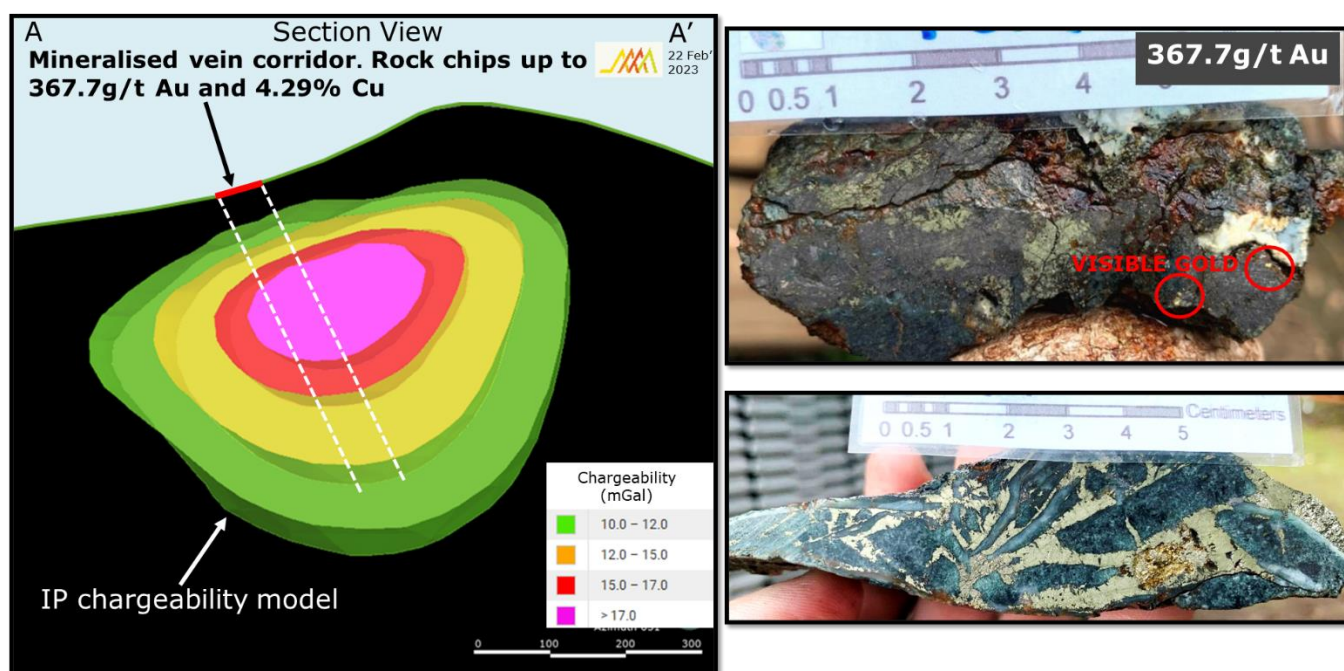 A
Section View
A'
Mineralised vein corridor. Rock chips up to
367.7g/t Au and 4.29% Cu
22 Feb'
2023
IP chargeability model
Chargeability
(mGal)
10.0 – 12.0
12.0 – 15.0
15.0 – 17.0
> 17.0
0 100 200 300
367.7g/t Au
0 0.5 1 2 3 4
VISIBLE GOLD
Centimeters
0 0.5 1 2 3 4 5